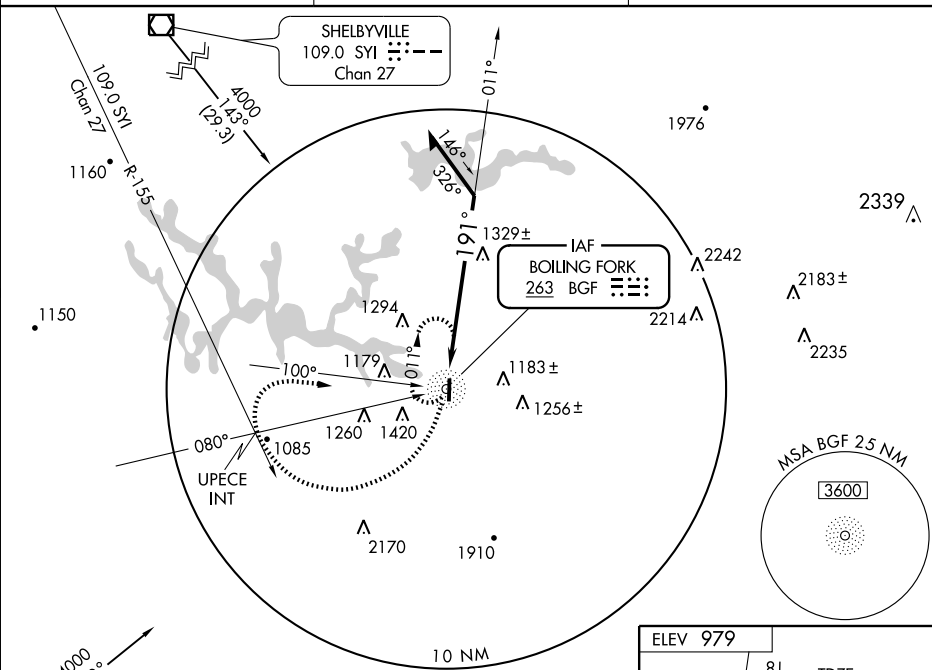 SHELBYVILLE
109.0 SYI
Chan 27
109.0 SYI
Chan 27
R-155
4000
143°
(29.3)
011°
1976
1160
146°
326°
2339
191°
1329±
IAF
BOILING FORK
263 BGF
2242
2183±
2214
2235
1150
1294
011°
1179
100°
1183±
1256±
1260
1420
080°
1085
UPECE
INT
MSA BGF 25 NM
3600
2170
1910
10 NM
4000
ELEV 979